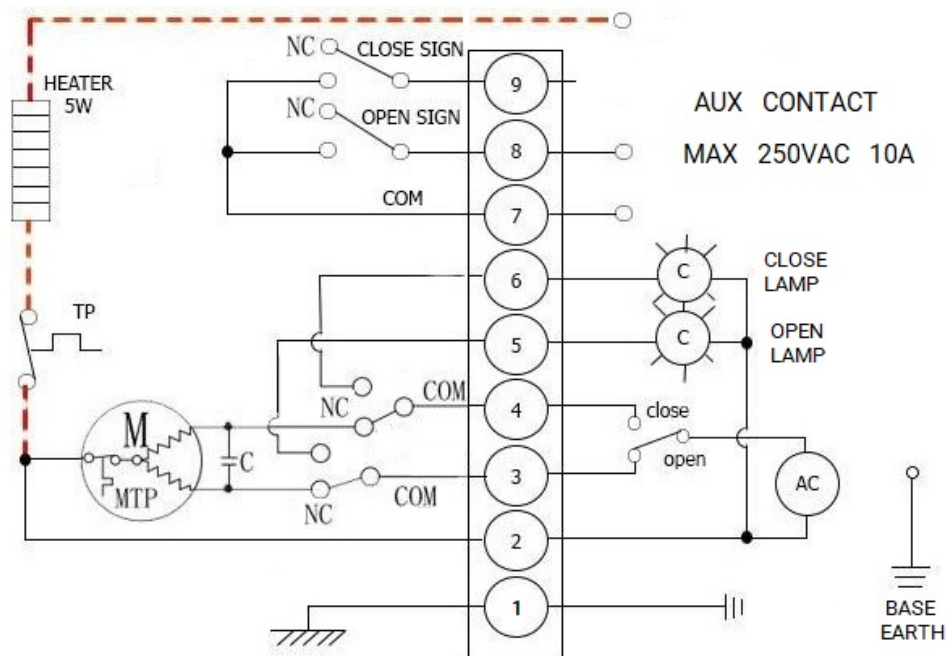 NC
CLOSE SIGN
9
HEATER
5W
AUX CONTACT
NC
OPEN SIGN
8
MAX 250VAC 10A
COM
7
6
C
CLOSE
LAMP
TP
5
C
OPEN
LAMP
NC
COM
4
close
M
C
open
MTP
NC
COM
3
AC
2
1
BASE
EARTH